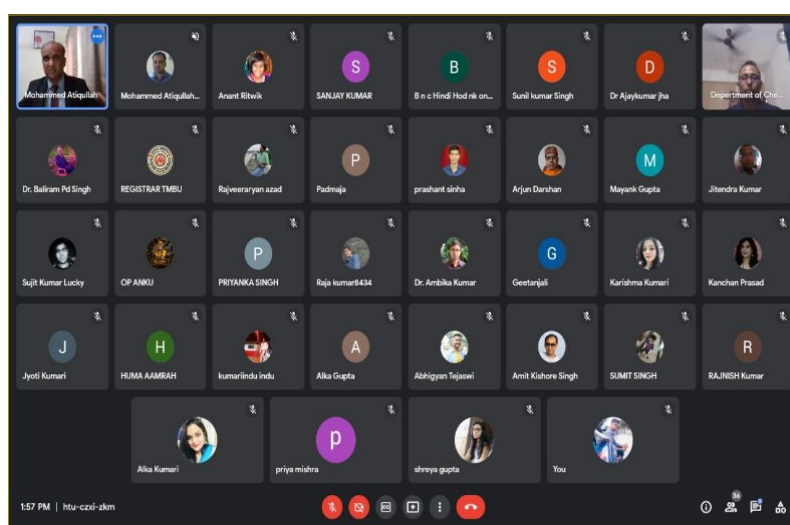 Mohammed Atiqullah
Mohammed Atiqullah...
Anant Ritwik
S
SANJAY KUMAR
B
B n c Hindi Hod nk on...
S
Sunil kumar Singh
D
Dr Ajaykumar jha
Department of Che...
Dr. Baliram Pd Singh
REGISTRAR TMBU
Rajveeraryan azad
P
Padmaja
prashant sinha
Arjun Darshan
M
Mayank Gupta
Jitendra Kumar
Sujit Kumar Lucky
OP ANKU
P
PRIYANKA SINGH
Raja kumar8434
Dr. Ambika Kumar
G
Geetanjali
Karishma Kumari
Kanchan Prasad
J
Jyoti Kumari
H
HUMA AAMRAH
kumariindu indu
A
Alka Gupta
Abhigyan Tejaswi
Amit Kishore Singh
SUMIT SINGH
R
RAJNISH Kumar
Alka Kumari
p
priya mishra
shreya gupta
You
1:57 PM | htu-czxi-zkm
36